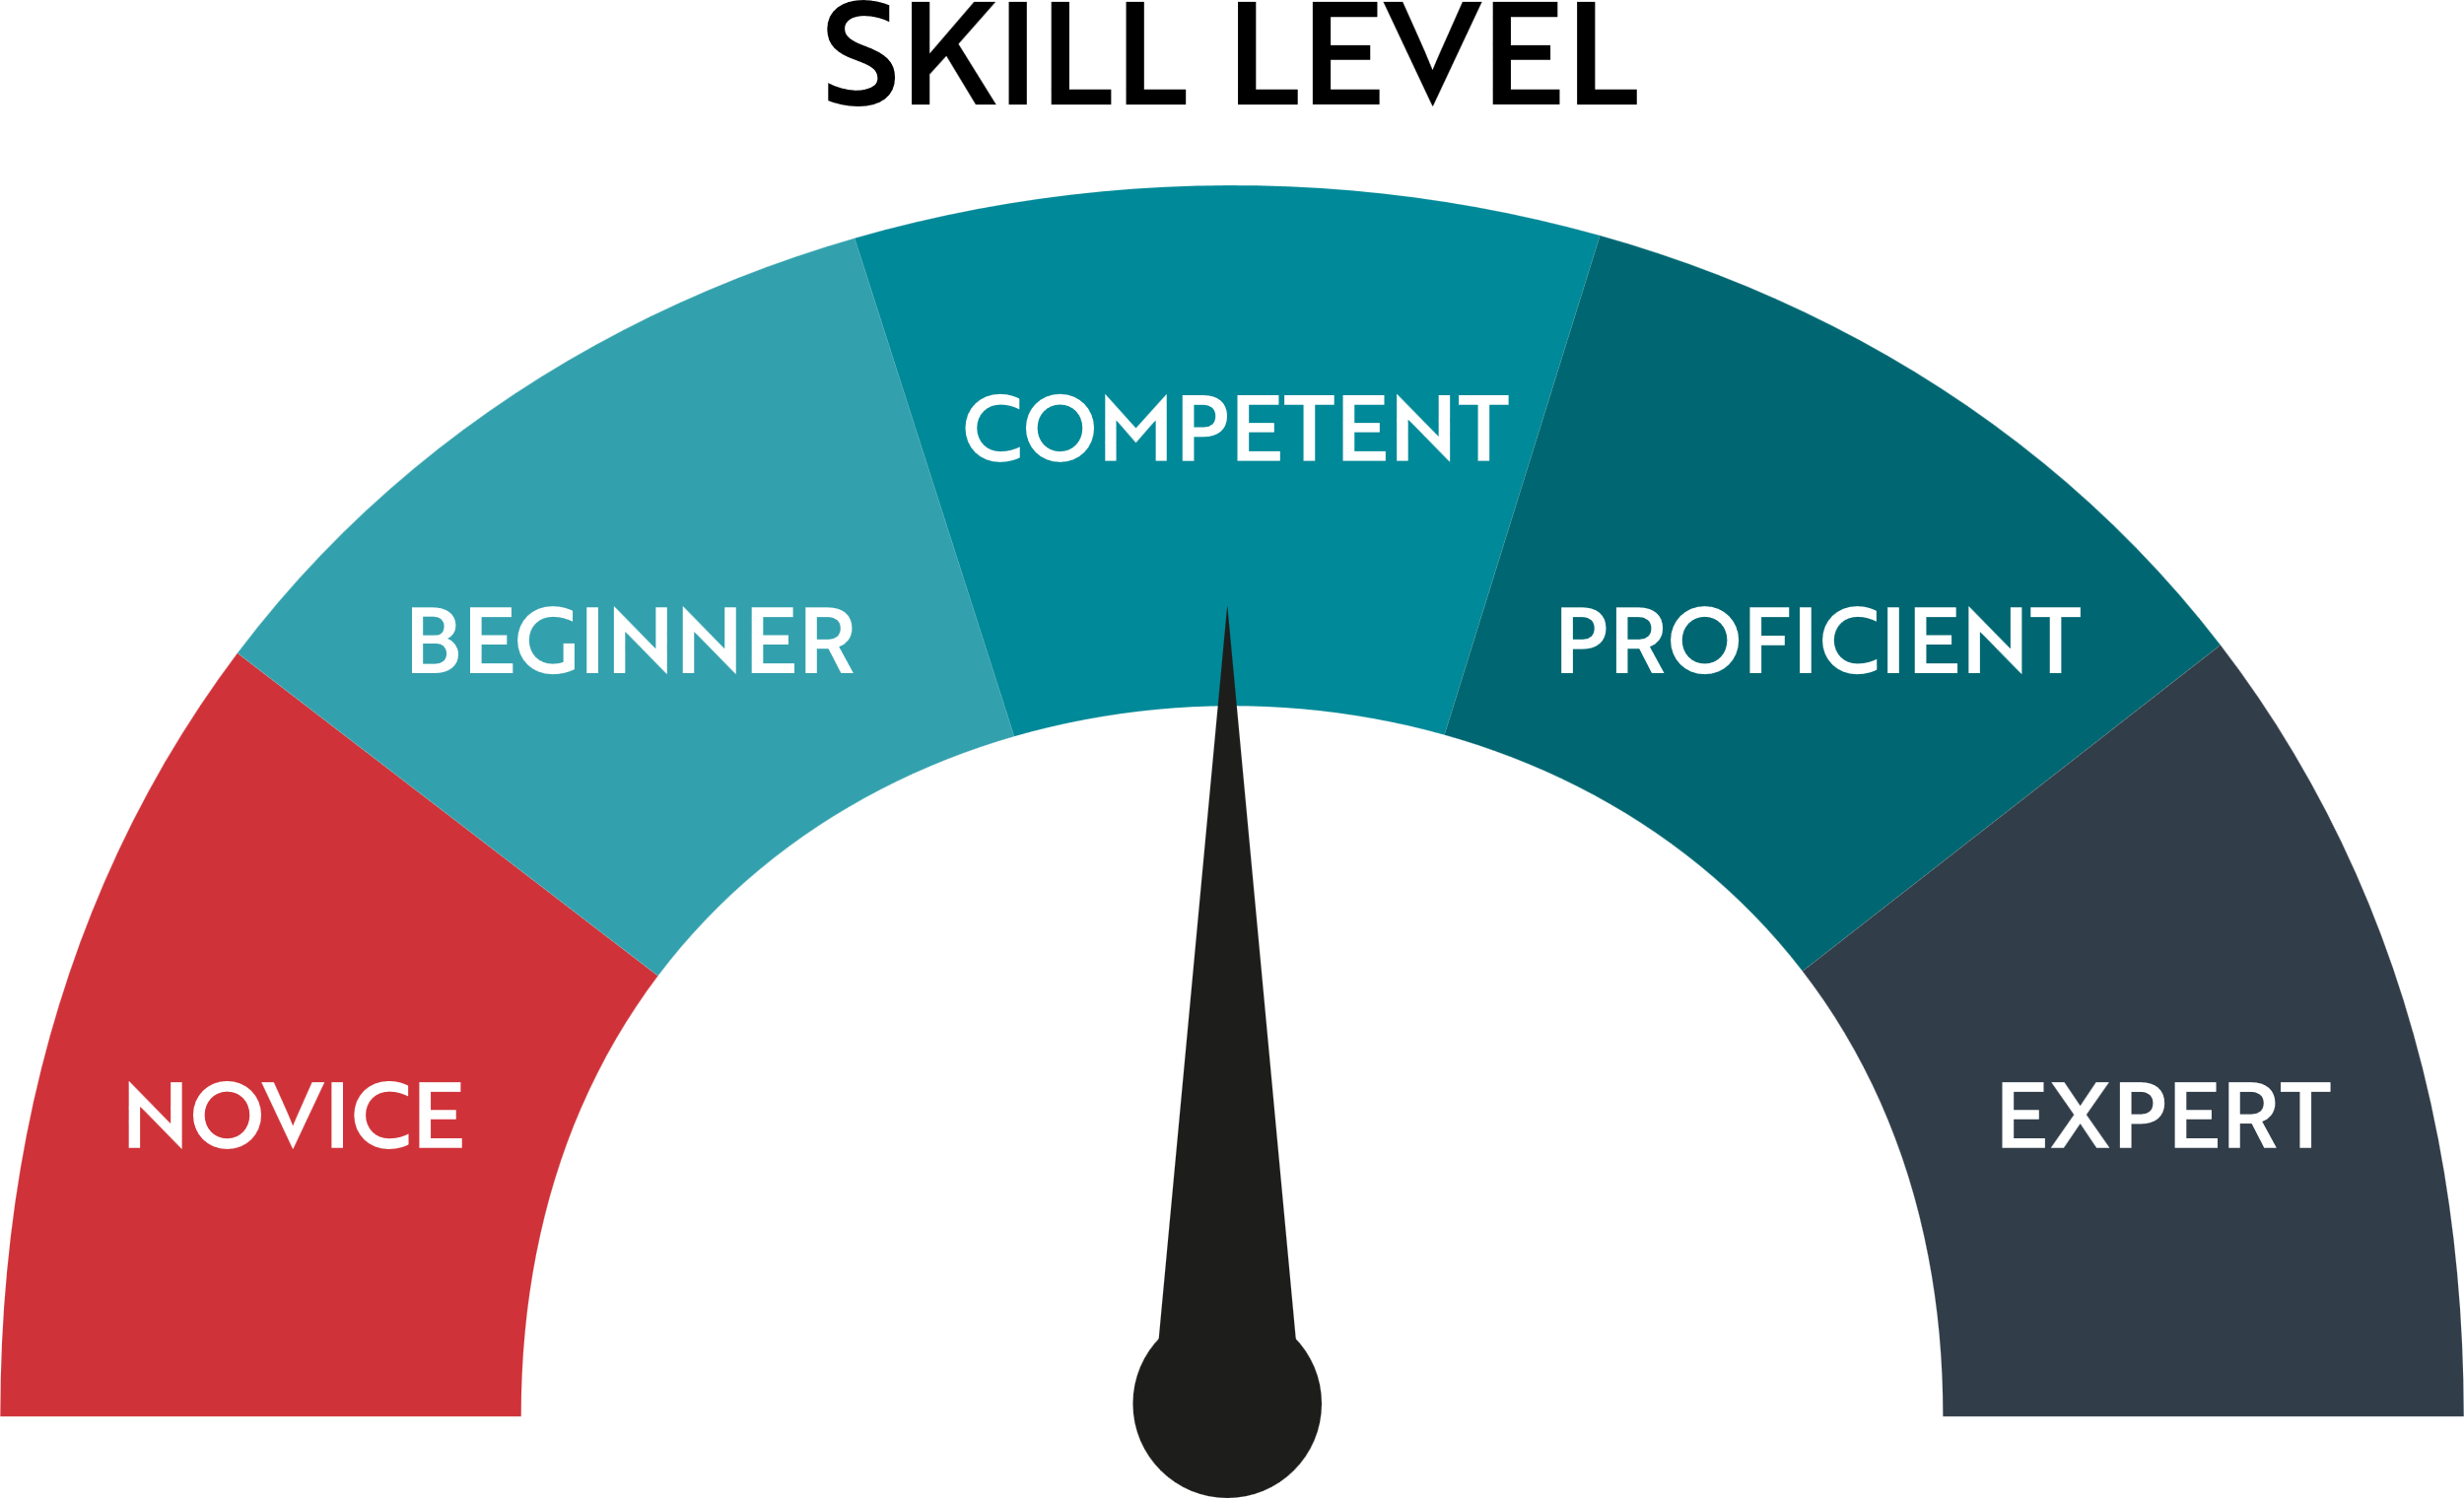 SKILL LEVEL
COMPETENT
BEGINNER
PROFICIENT
NOVICE
EXPERT